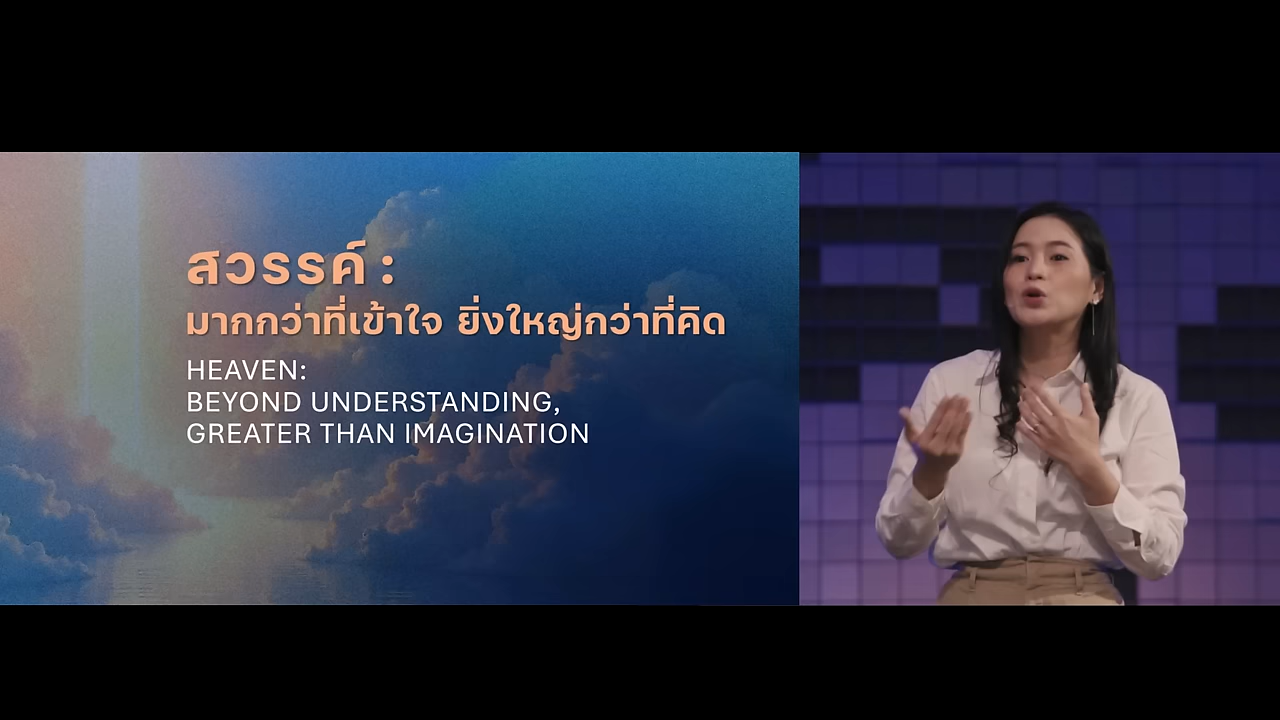 สวรรค์ :
มากกว่าที่เข้าใจ ยิ่งใหญ่กว่าที่คิด
HEAVEN:
BEYOND UNDERSTANDING,
GREATER THAN IMAGINATION